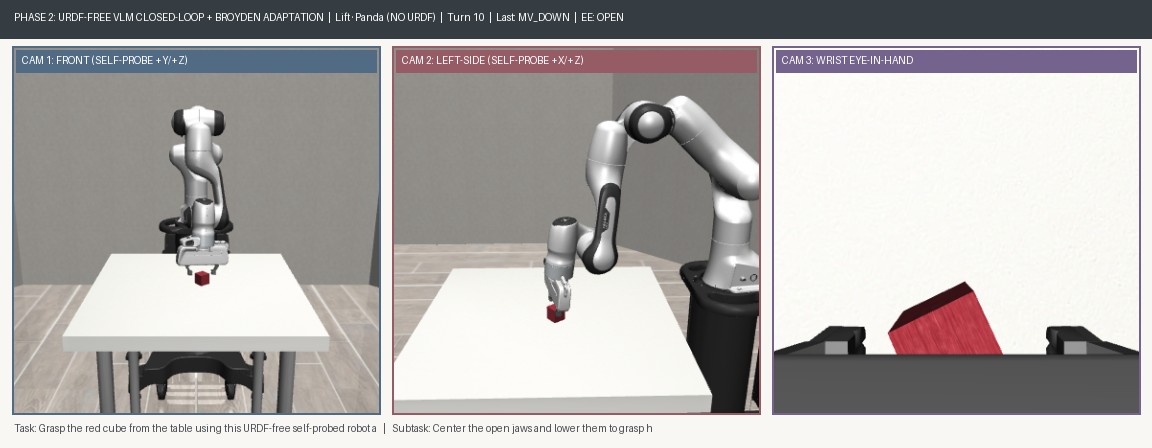 PHASE 2: URDF-FREE VLM CLOSED-LOOP + BROYDEN ADAPTATION | Lift·Panda (NO URDF) | Turn 10 | Last MV_DOWN | EE: OPEN
CAM 1: FRONT (SELF-PROBE +Y/+Z)
CAM 2: LEFT-SIDE (SELF-PROBE +X/+Z)
CAM 3: WRIST EYE-IN-HAND
Task: Grasp the red cube from the table using this URDF-free self-probed robot a | Subtask: Center the open jaws and lower them to grasp h